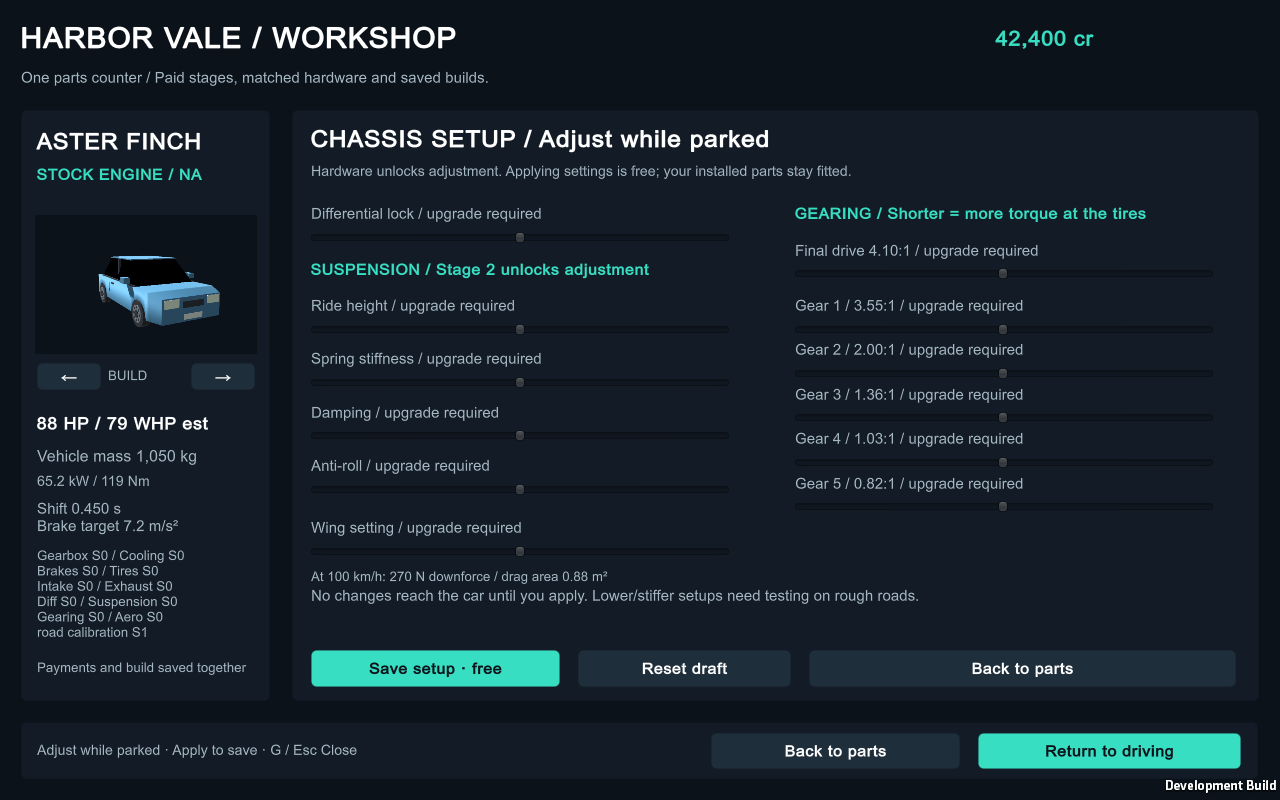 HARBOR VALE / WORKSHOP
42,400 cr
One parts counter / Paid stages, matched hardware and saved builds.
ASTER FINCH
STOCK ENGINE / NA
← BUILD →
88 HP / 79 WHP est
Vehicle mass 1,050 kg
65.2 kW / 119 Nm
Shift 0.450 s
Brake target 7.2 m/s²
Gearbox S0 / Cooling S0
Brakes S0 / Tires S0
Intake S0 / Exhaust S0
Diff S0 / Suspension S0
Gearing S0 / Aero S0
road calibration S1
Payments and build saved together
CHASSIS SETUP / Adjust while parked
Hardware unlocks adjustment. Applying settings is free; your installed parts stay fitted.
Differential lock / upgrade required
SUSPENSION / Stage 2 unlocks adjustment
Ride height / upgrade required
Spring stiffness / upgrade required
Damping / upgrade required
Anti-roll / upgrade required
Wing setting / upgrade required
At 100 km/h: 270 N downforce / drag area 0.88 m²
No changes reach the car until you apply. Lower/stiffer setups need testing on rough roads.
GEARING / Shorter = more torque at the tires
Final drive 4.10:1 / upgrade required
Gear 1 / 3.55:1 / upgrade required
Gear 2 / 2.00:1 / upgrade required
Gear 3 / 1.36:1 / upgrade required
Gear 4 / 1.03:1 / upgrade required
Gear 5 / 0.82:1 / upgrade required
Save setup · free
Reset draft
Back to parts
Adjust while parked · Apply to save · G / Esc Close
Back to parts
Return to driving
Development Build